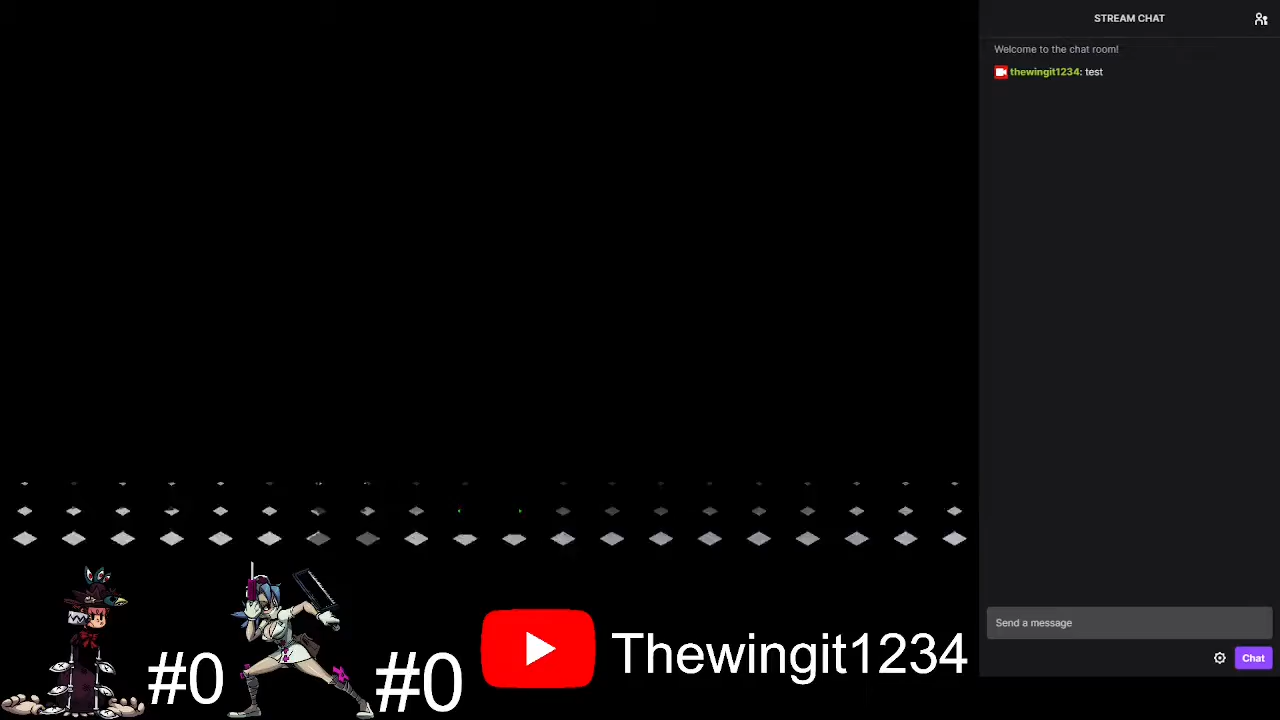 STREAM CHAT
Welcome to the chat room!
thewingit1234: test
Send a message
Chat
#0
#0
Thewingit1234